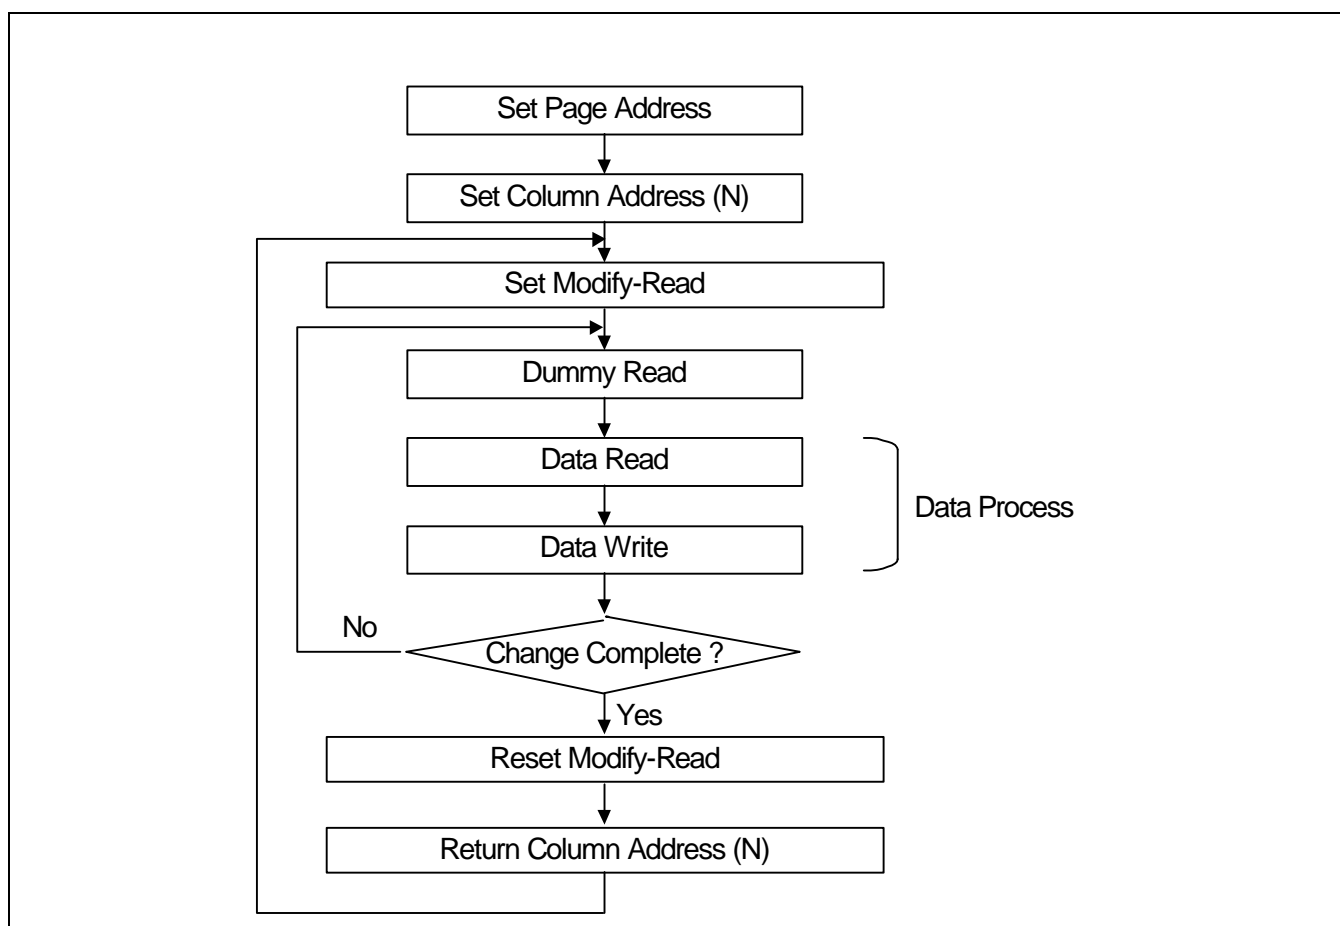 Set Page Address
Set Column Address (N)
Set Modify-Read
Dummy Read
Data Read
Data Process
Data Write
No
Change Complete ?
Yes
Reset Modify-Read
Return Column Address (N)